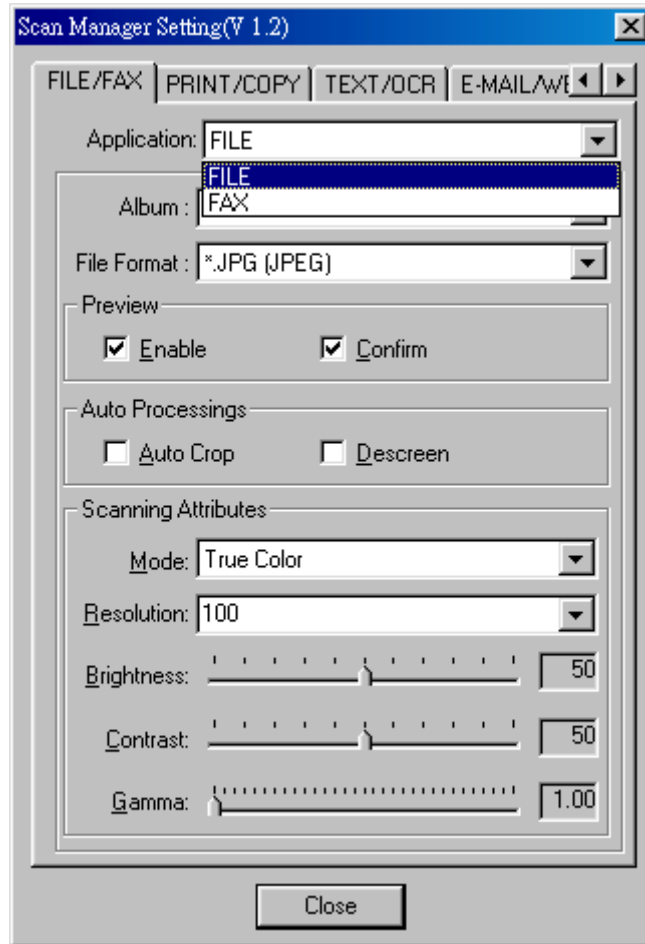 Scan Manager Setting(V 1.2)
FILE/FAX PRINT/COPY TEXT/OCR E-MAIL/WE
Application: FILE
FILE
FAX
Album :
File Format : *.JPG (JPEG)
Preview
Enable Confirm
Auto Processings
Auto Crop Descreen
Scanning Attributes
Mode: True Color
Resolution: 100
Brightness: 50
Contrast: 50
Gamma: 1.00
Close